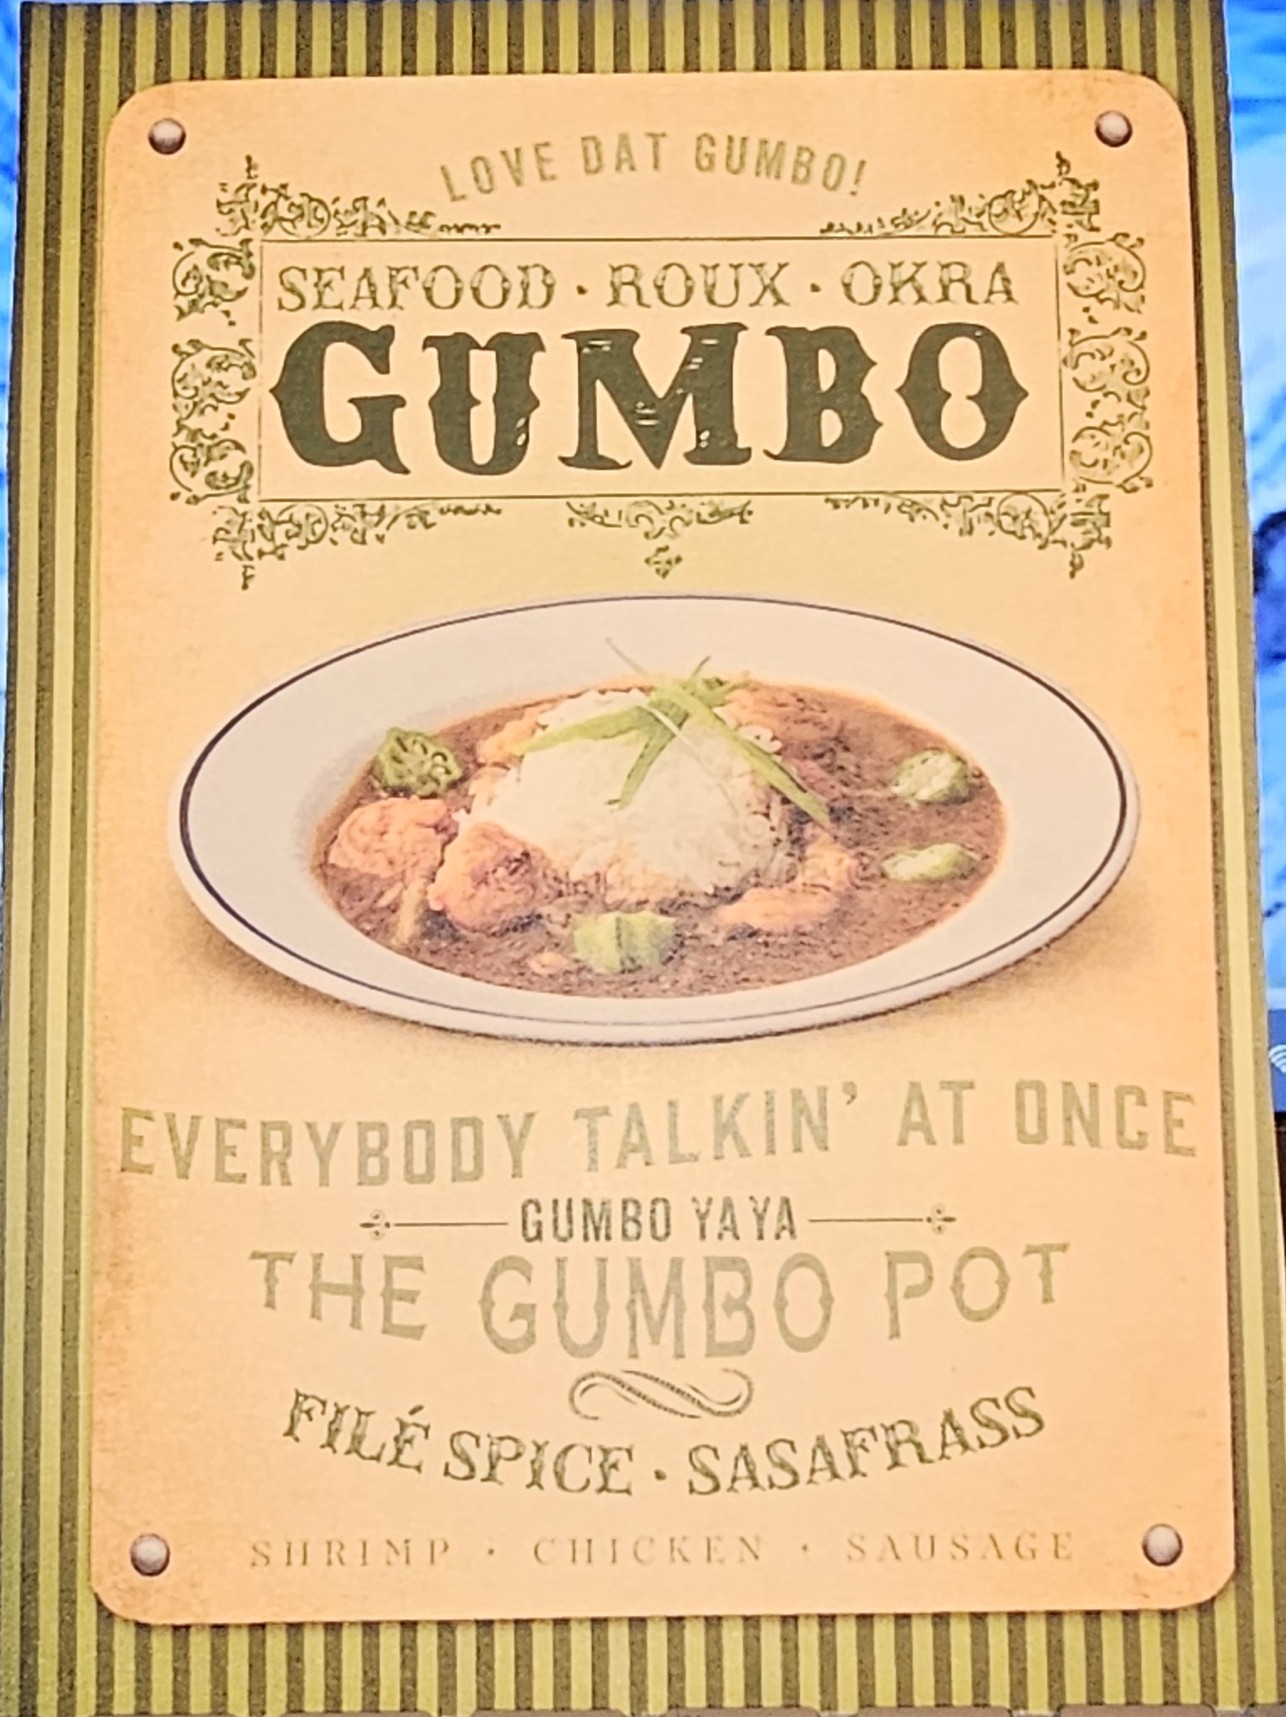 LOVE DAT GUMBO!
SEAFOOD · ROUX · OKRA
GUMBO
EVERYBODY TALKIN' AT ONCE
GUMBO YAYA
THE GUMBO POT
FILÉ SPICE · SASAFRASS
SHRIMP · CHICKEN · SAUSAGE